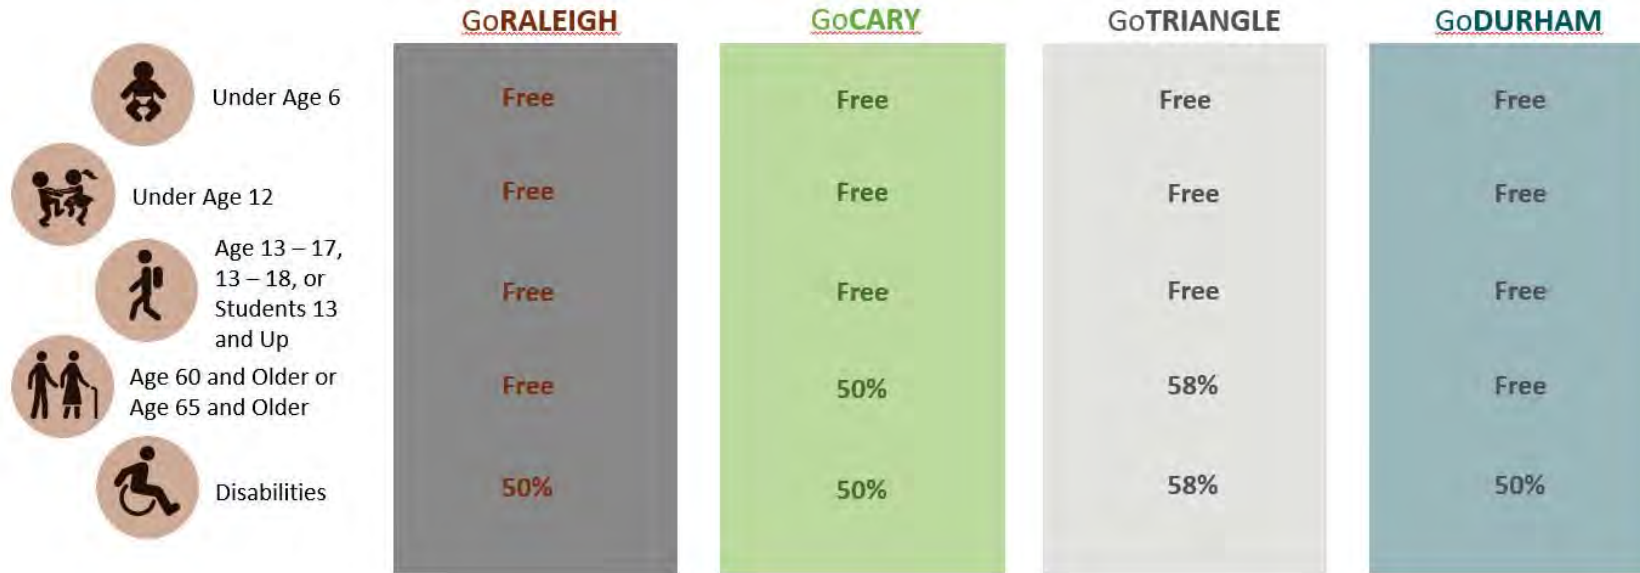 GoRALEIGH GoCARY GoTRIANGLE GoDURHAM
Under Age 6 Free Free Free Free
Under Age 12 Free Free Free Free
Age 13 – 17,
13 – 18, or
Students 13
and Up
Free Free Free Free
Age 60 and Older or
Age 65 and Older
Free 50% 58% Free
Disabilities 50% 50% 58% 50%